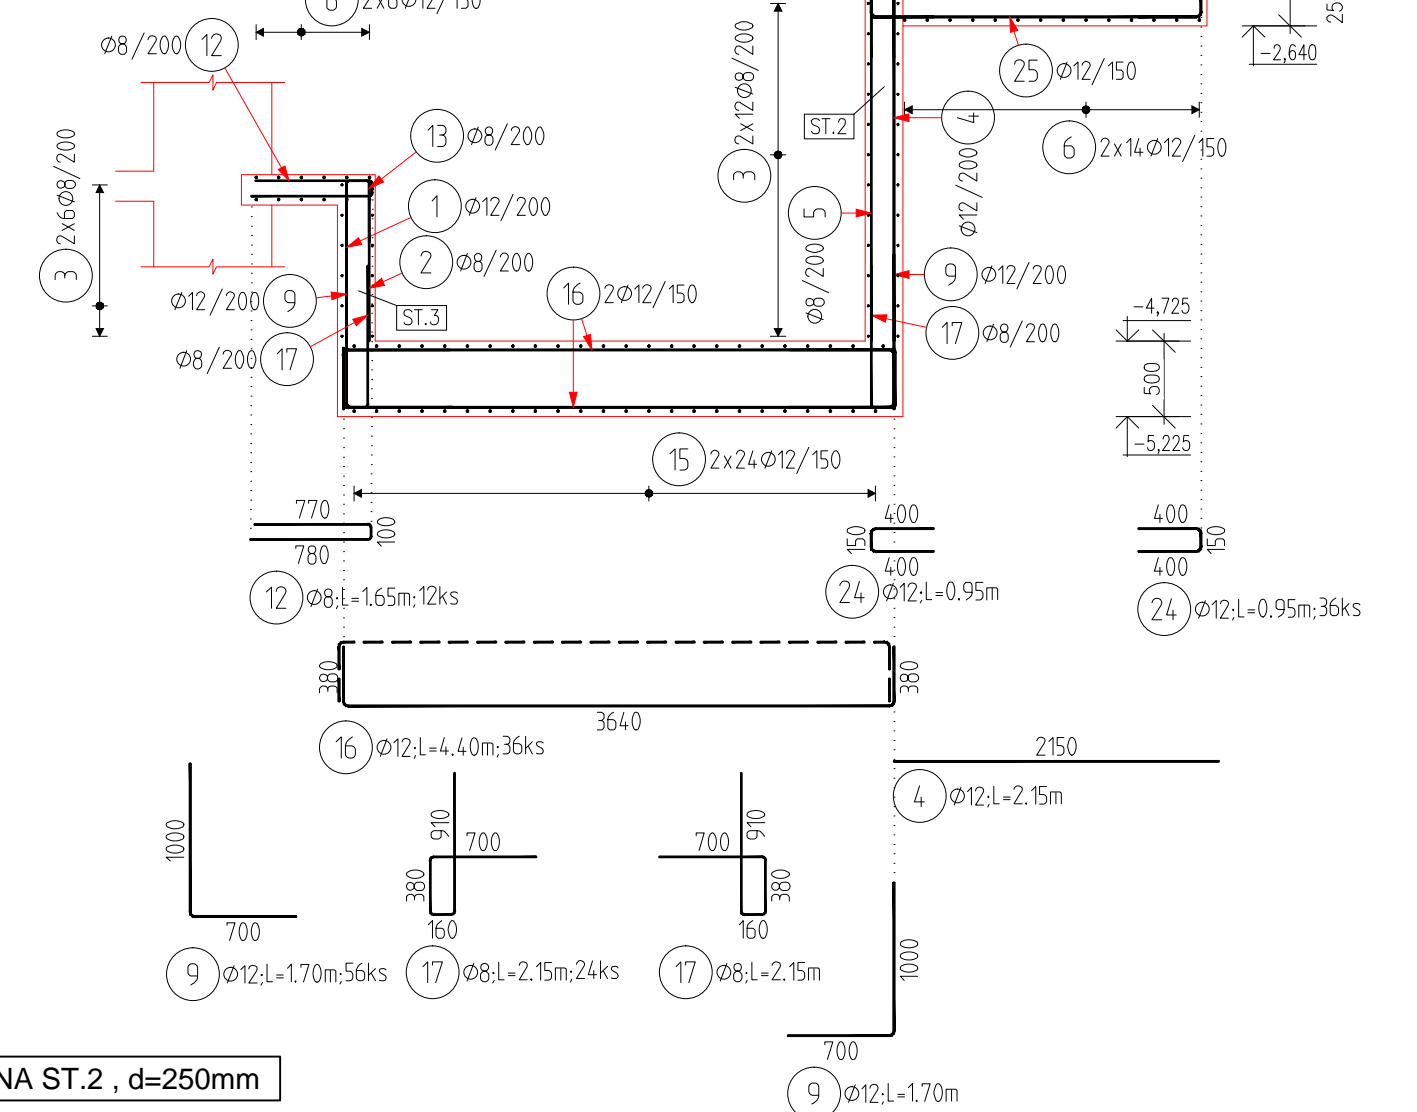 6 2x6Ø12/150
Ø8/200 12
3 2x6Ø8/200
13 Ø8/200
1 Ø12/200
2 Ø8/200
Ø12/200 9
ST.3
Ø8/200 17
16 2Ø12/150
3 2x12Ø8/200
ST.2
4 Ø12/200
5 Ø8/200
25 Ø12/150
6 2x14Ø12/150
-2,640
25
9 Ø12/200
17 Ø8/200
-4,725
500
-5,225
15 2x24Ø12/150
770
780
100
12 Ø8;L=1.65m;12ks
400
150
400
24 Ø12;L=0.95m
400
150
400
24 Ø12;L=0.95m;36ks
380
380
3640
16 Ø12;L=4.40m;36ks
2150
4 Ø12;L=2.15m
1000
700
9 Ø12;L=1.70m;56ks
910
700
380
160
17 Ø8;L=2.15m;24ks
700
910
380
160
17 Ø8;L=2.15m
1000
700
9 Ø12;L=1.70m
NA ST.2 , d=250mm